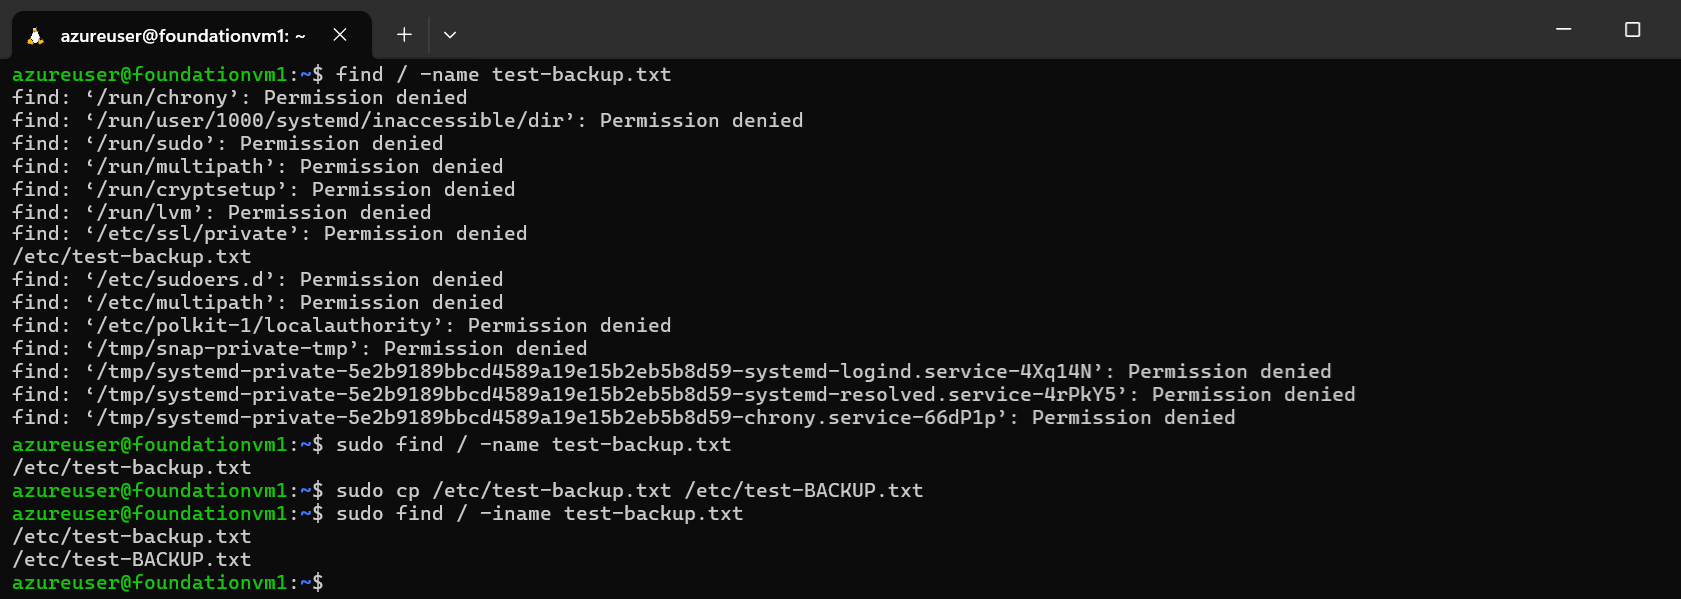 azureuser@foundationvm1: ~
azureuser@foundationvm1:~$ find / -name test-backup.txt
find: ‘/run/chrony’: Permission denied
find: ‘/run/user/1000/systemd/inaccessible/dir’: Permission denied
find: ‘/run/sudo’: Permission denied
find: ‘/run/multipath’: Permission denied
find: ‘/run/cryptsetup’: Permission denied
find: ‘/run/lvm’: Permission denied
find: ‘/etc/ssl/private’: Permission denied
/etc/test-backup.txt
find: ‘/etc/sudoers.d’: Permission denied
find: ‘/etc/multipath’: Permission denied
find: ‘/etc/polkit-1/localauthority’: Permission denied
find: ‘/tmp/snap-private-tmp’: Permission denied
find: ‘/tmp/systemd-private-5e2b9189bbcd4589a19e15b2eb5b8d59-systemd-logind.service-4Xq14N’: Permission denied
find: ‘/tmp/systemd-private-5e2b9189bbcd4589a19e15b2eb5b8d59-systemd-resolved.service-4rPkY5’: Permission denied
find: ‘/tmp/systemd-private-5e2b9189bbcd4589a19e15b2eb5b8d59-chrony.service-66dP1p’: Permission denied
azureuser@foundationvm1:~$ sudo find / -name test-backup.txt
/etc/test-backup.txt
azureuser@foundationvm1:~$ sudo cp /etc/test-backup.txt /etc/test-BACKUP.txt
azureuser@foundationvm1:~$ sudo find / -iname test-backup.txt
/etc/test-backup.txt
/etc/test-BACKUP.txt
azureuser@foundationvm1:~$